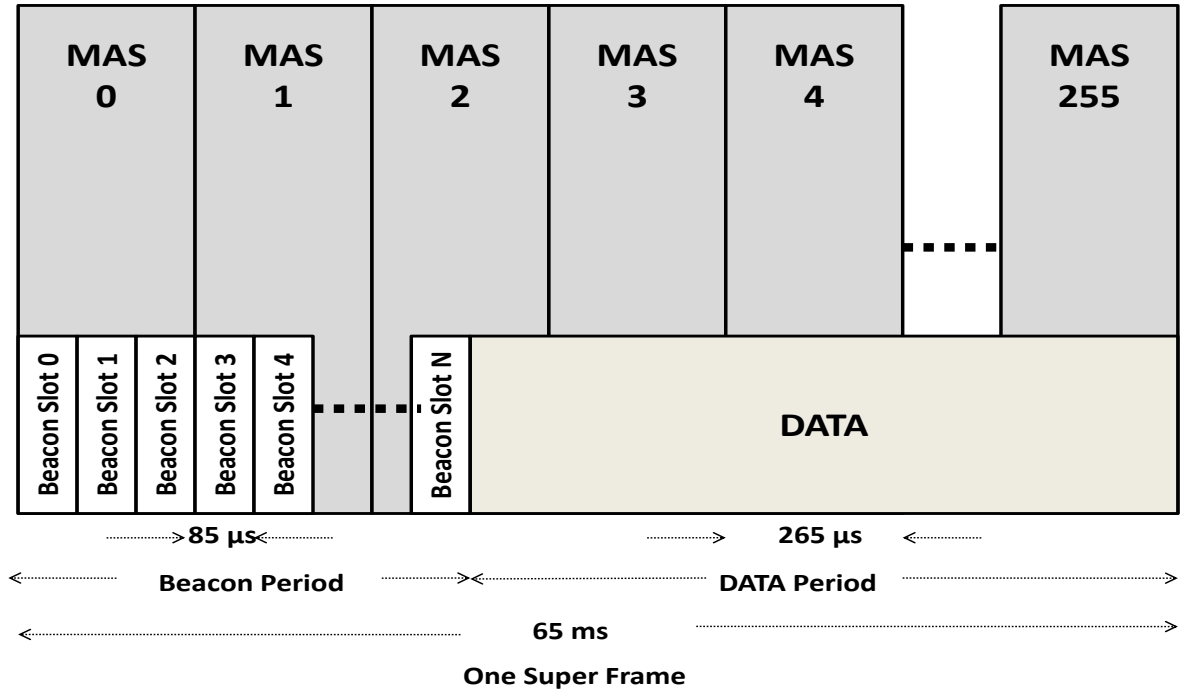 MAS
0
MAS
1
MAS
2
MAS
3
MAS
4
MAS
255
Beacon Slot 0
Beacon Slot 1
Beacon Slot 2
Beacon Slot 3
Beacon Slot 4
Beacon Slot N
DATA
85 µs
265 µs
Beacon Period
DATA Period
65 ms
One Super Frame